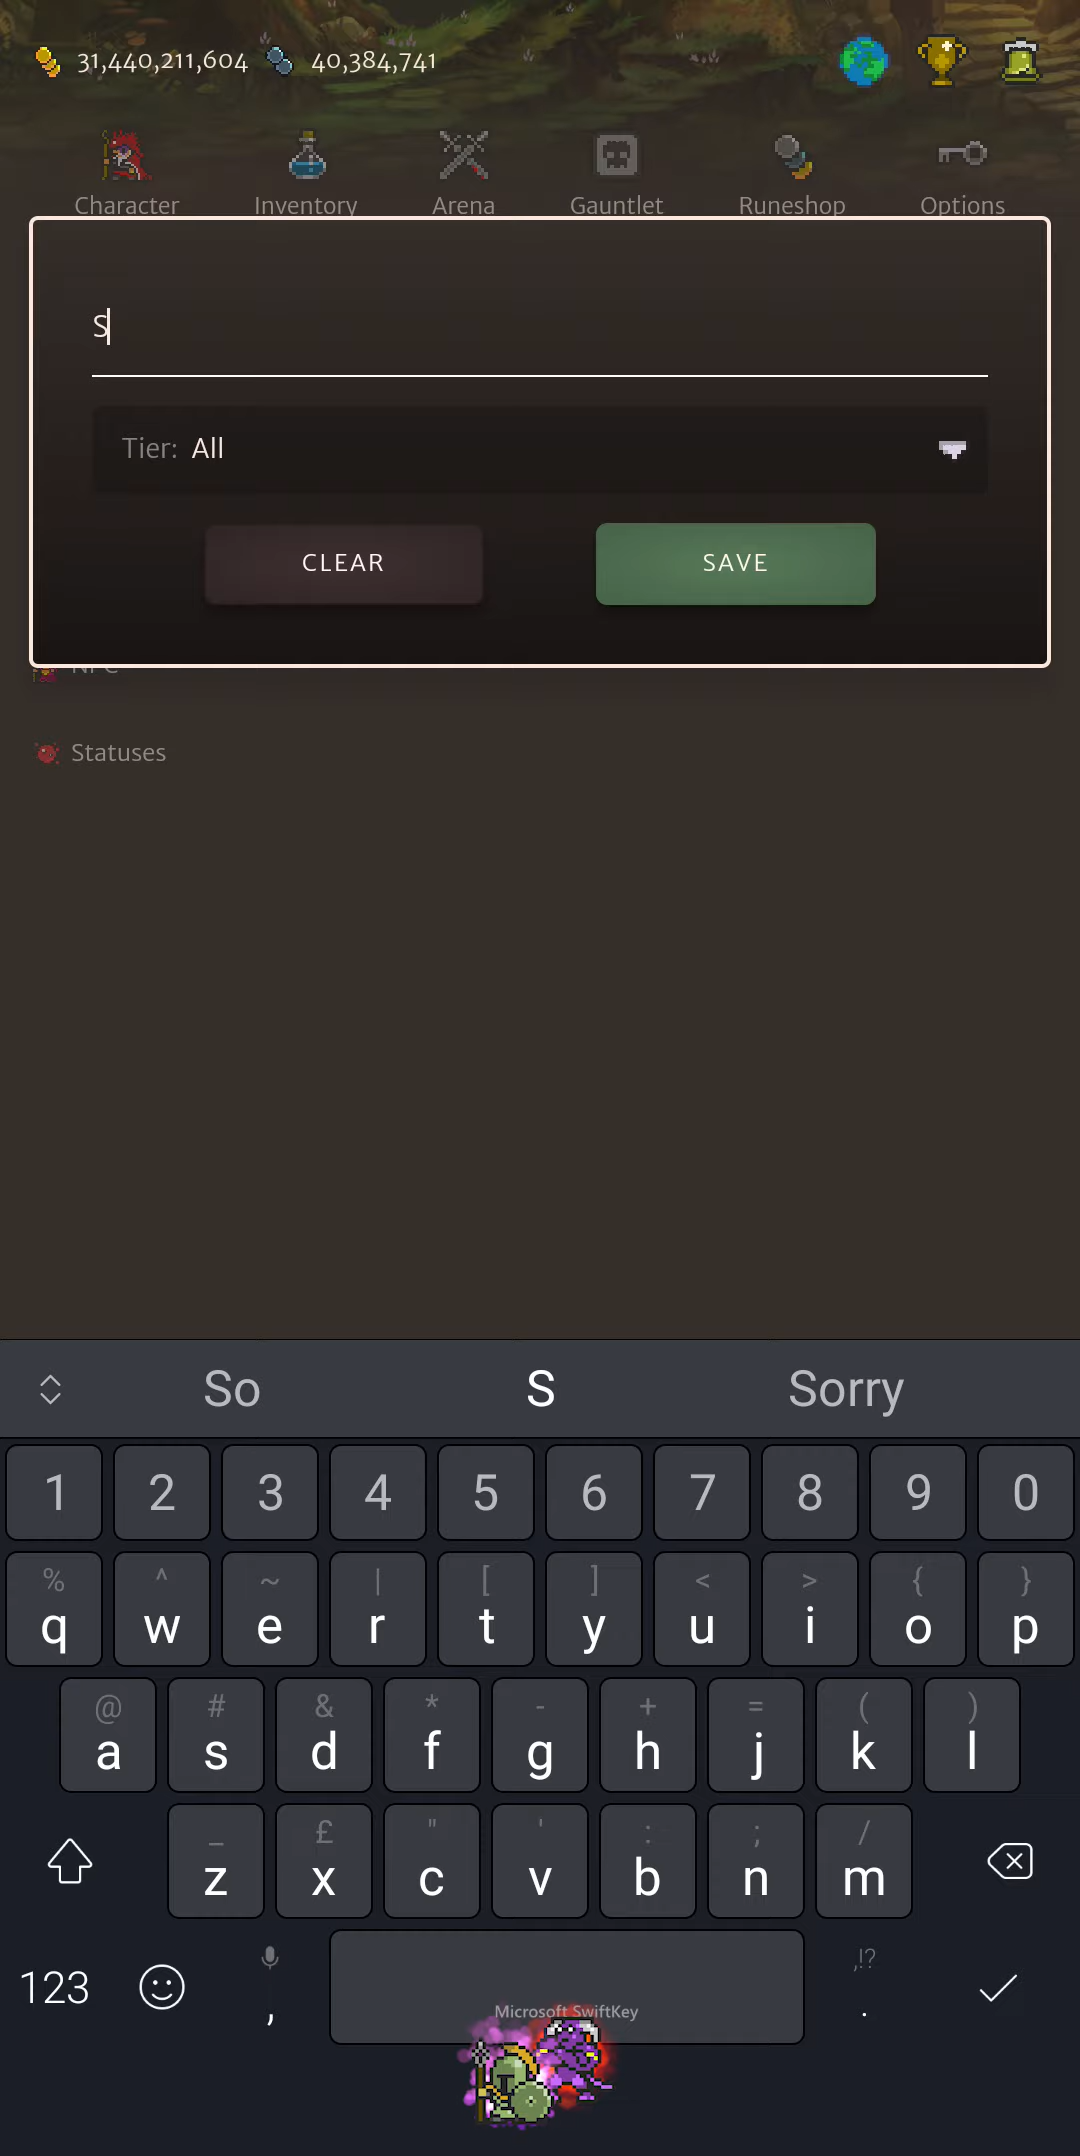 31,440,211,604 40,384,741
Character Inventory Arena Gauntlet Runeshop Options
S
Tier: All
CLEAR SAVE
NPC
Statuses
So S Sorry
1 2 3 4 5 6 7 8 9 0
% ^ ~ | [ ] < > { }
q w e r t y u i o p
@ # & * - + = ( )
a s d f g h j k l
_ £ " ' : ; /
z x c v b n m
,!?
123 , .
Microsoft SwiftKey